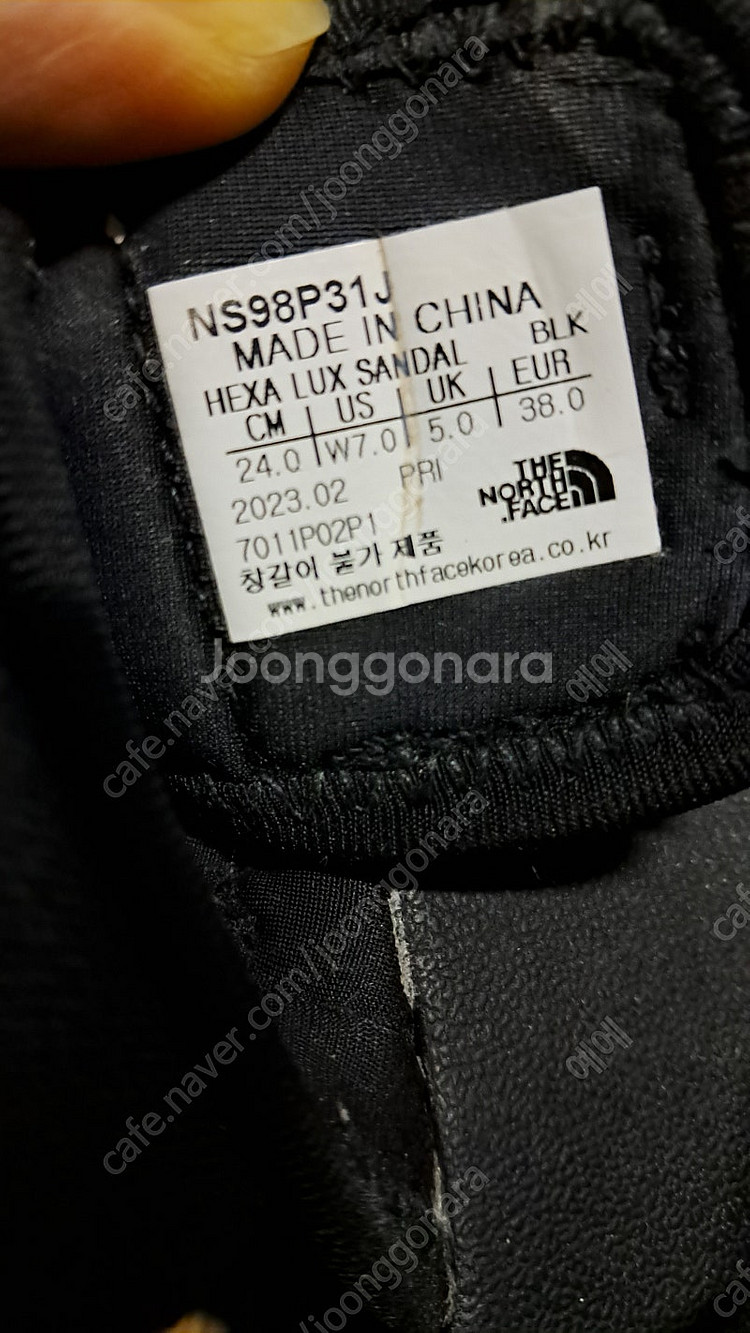 NS98P31J
MADE IN CHINA
HEXA LUX SANDAL BLK
CM | US | UK | EUR
24.0 | W7.0 | 5.0 | 38.0
2023.02 PRI
7011P02P1
THE
NORTH
FACE
창갈이 불가 제품
www.thenorthfacekorea.co.kr
Joonggonara
cafe.naver.com/joonggonara
cafe.naver.com/joonggonara
cafe.naver.com/joonggonara